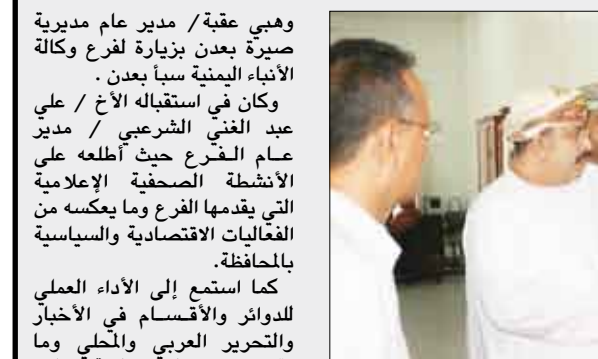 وهبي عقبة/ مدير عام مديرية
صيرة بعدن بزيارة لفرع وكالة
الأنباء اليمنية سبأ بعدن .
وكان في استقباله الأخ / علي
عبد الغني الشرعبي / مدير
عــام الـفـرع حيث أطلعه على
الأنشطة الصحفية الإعلامية
التي يقدمها الفرع وما يعكسه من
الفعاليات الاقتصادية والسياسية
بالمحافظة.
كما استمع إلى الأداء العملي
للدوائر والأقـســام في الأخبار
والتحرير العربي والمحلي وما